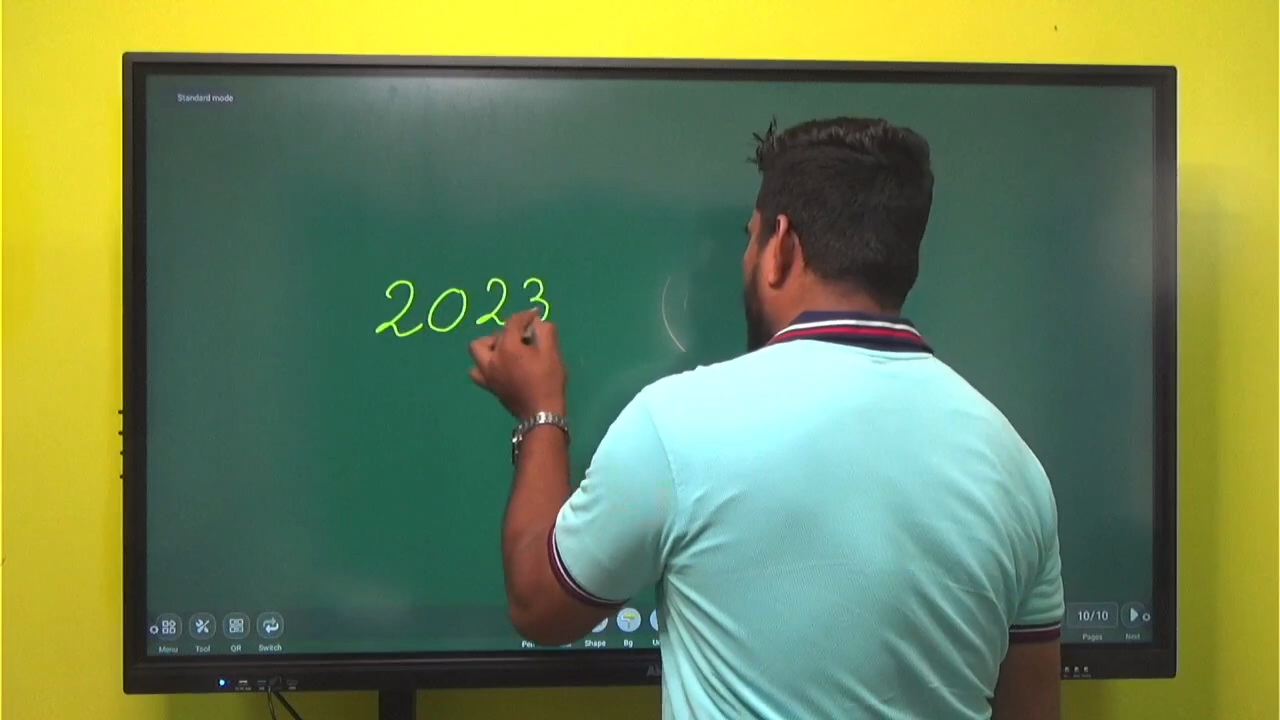 Standard mode
2023
Menu
Tool
QR
Switch
Shape
Bg
10/10
Pages
Next